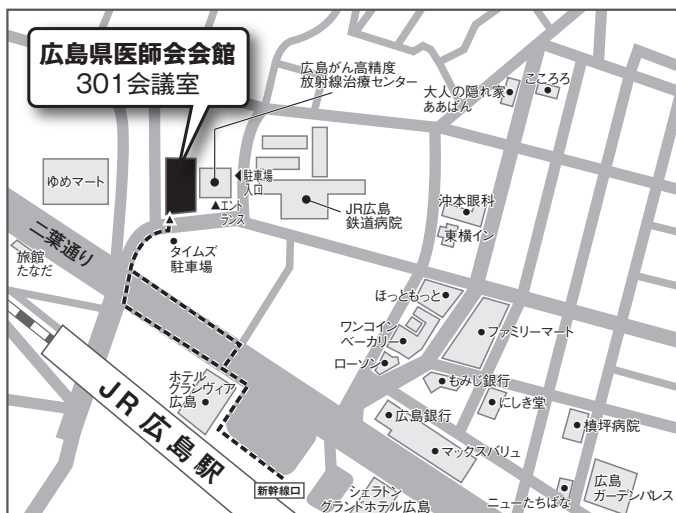 広島県医師会会館
301会議室
広島がん高精度
放射線治療センター
こころろ
大人の隠れ家
ああばん
ゆめマート
駐車場
入口
エント
ランス
JR広島
鉄道病院
沖本眼科
東横イン
二葉通り
旅館
たなだ
タイムズ
駐車場
ほっともっと
ワンコイン
ベーカリー
ファミリーマート
ローソン
もみじ銀行
にしき堂
ホテル
グランヴィア
広島
JR広島駅
広島銀行
マックスバリュ
槙坪病院
新幹線口
シェラトン
グランドホテル広島
ニューたちばな
広島
ガーデンパレス